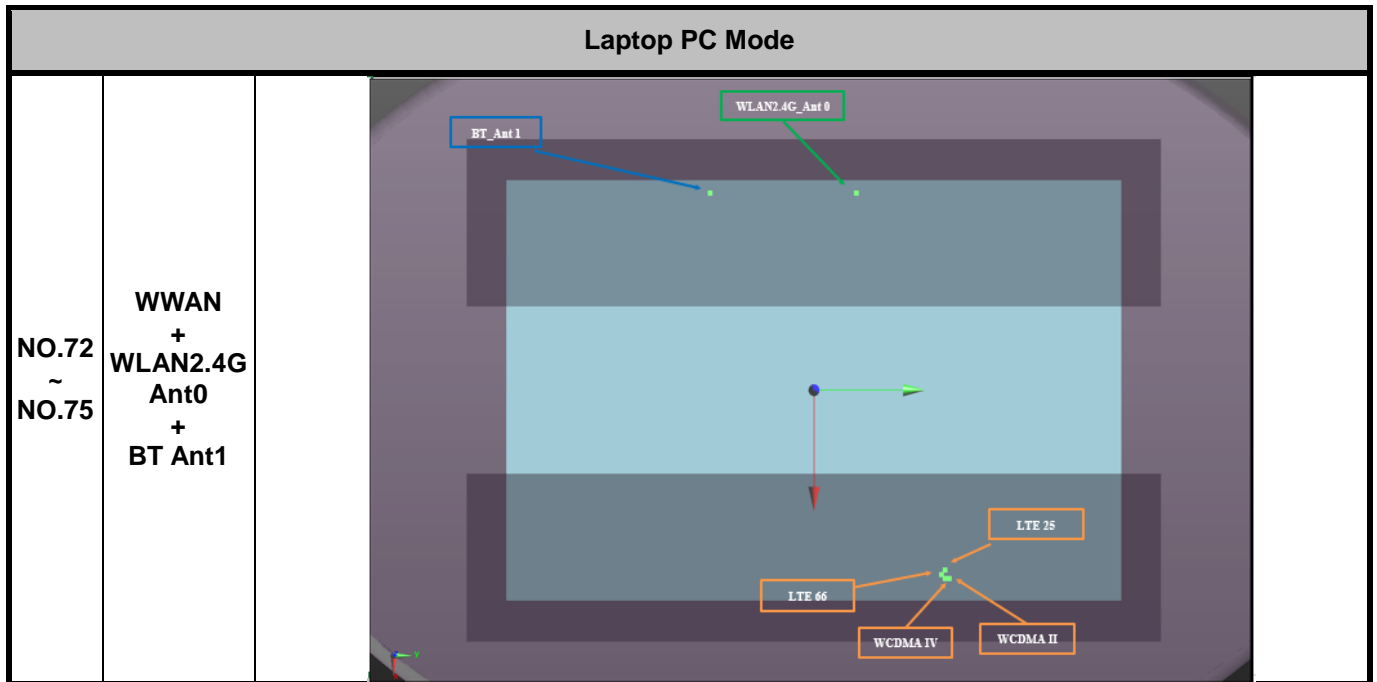 Laptop PC Mode
NO.72
~
NO.75
WWAN
+
WLAN2.4G
Ant0
+
BT Ant1
WLAN2.4G_Ant 0
BT_Ant 1
LTE 25
LTE 66
WCDMA IV
WCDMA II
y